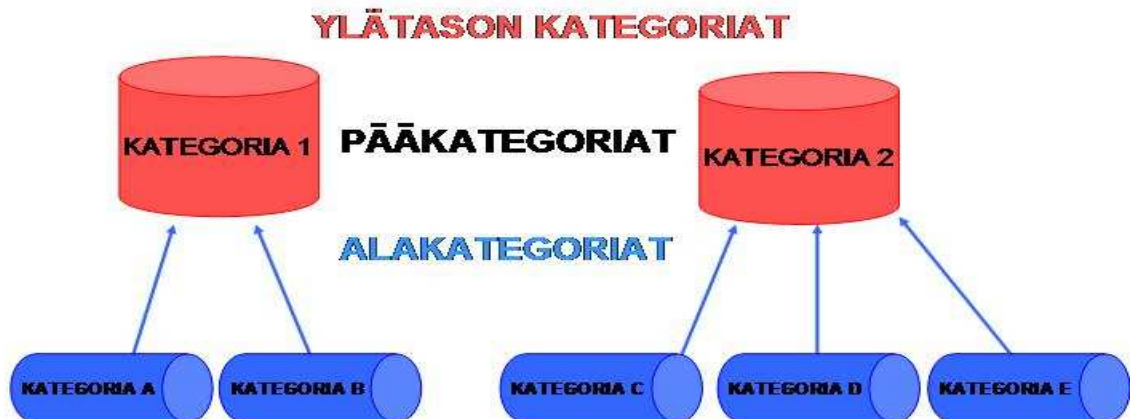 YLÄTASON KATEGORIAT
KATEGORIA 1
PÄÄKATEGORIAT
KATEGORIA 2
ALAKATEGORIAT
KATEGORIA A
KATEGORIA B
KATEGORIA C
KATEGORIA D
KATEGORIA E